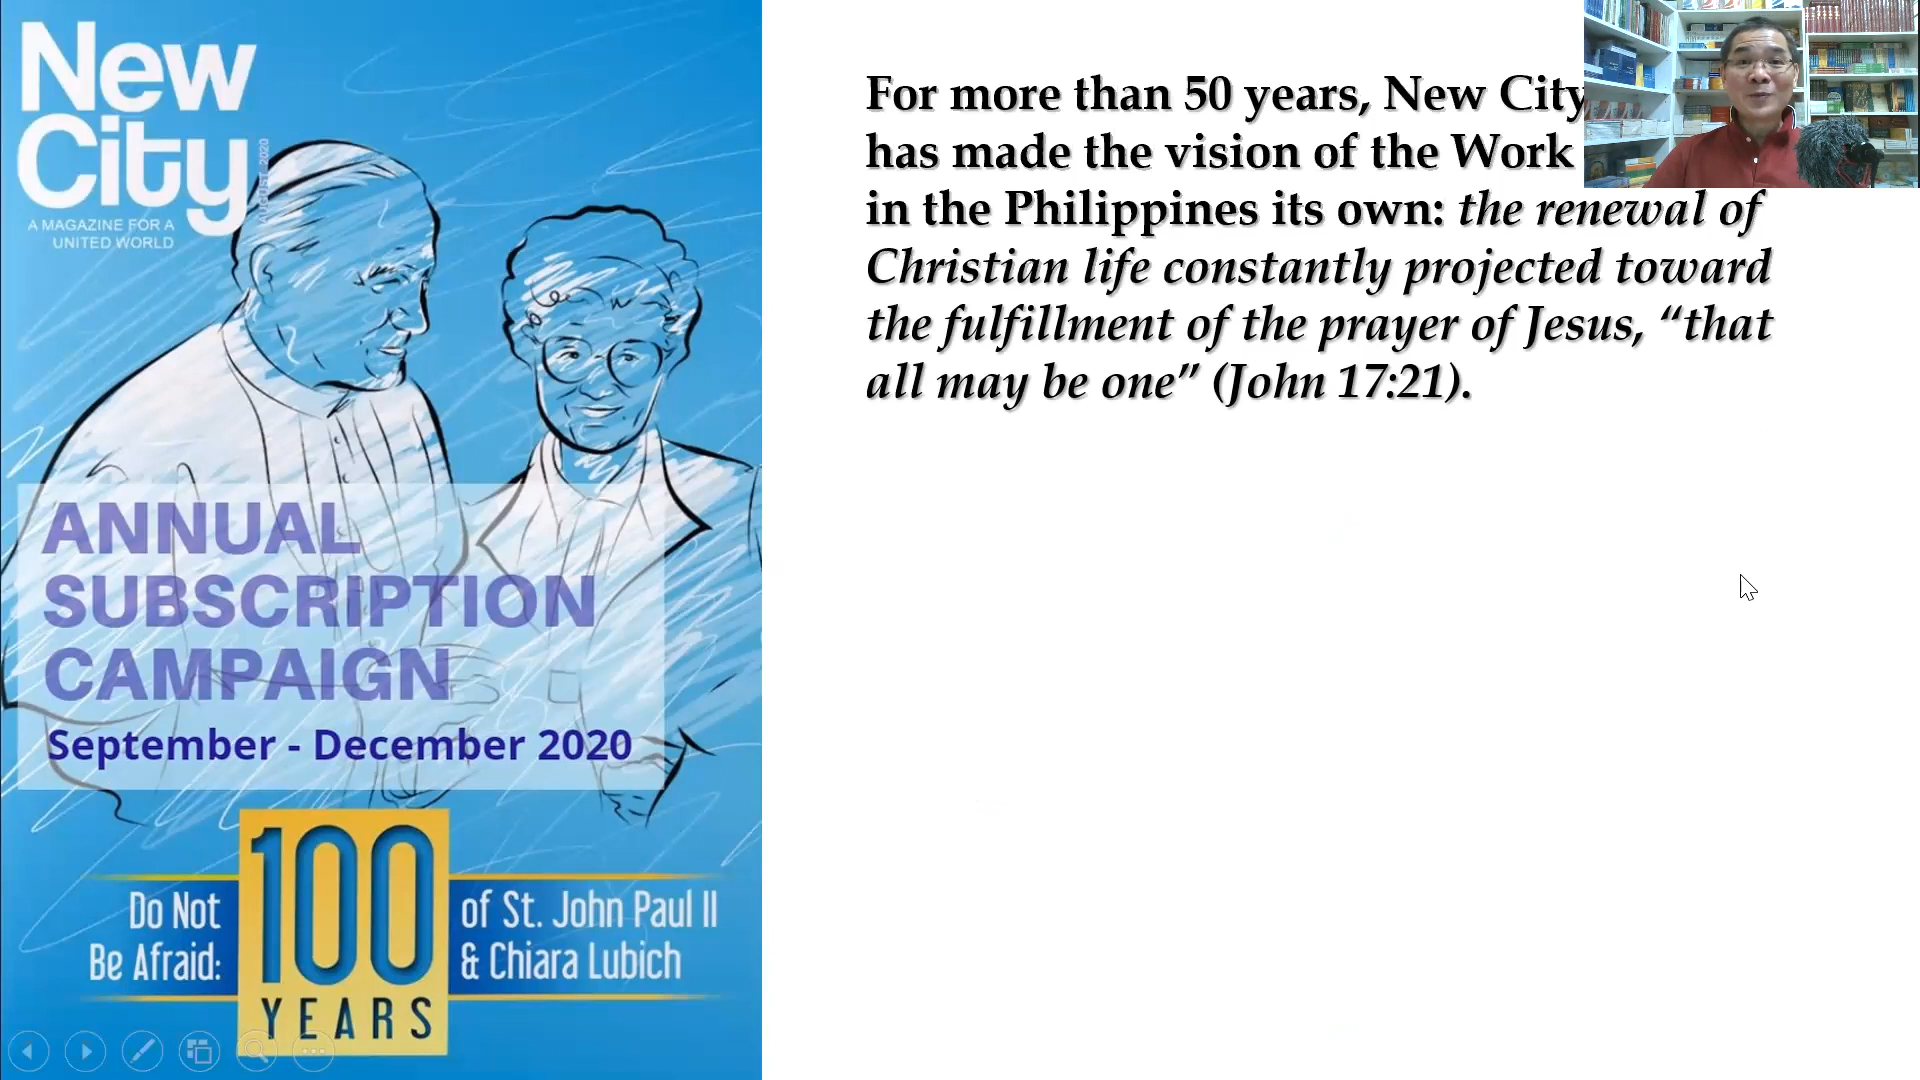 New
City
AUGUST 2020
A MAGAZINE FOR A
UNITED WORLD
ANNUAL
SUBSCRIPTION
CAMPAIGN
September - December 2020
Do Not
Be Afraid:
100
YEARS
of St. John Paul II
& Chiara Lubich
For more than 50 years, New City
has made the vision of the Work
in the Philippines its own: the renewal of
Christian life constantly projected toward
the fulfillment of the prayer of Jesus, “that
all may be one” (John 17:21).